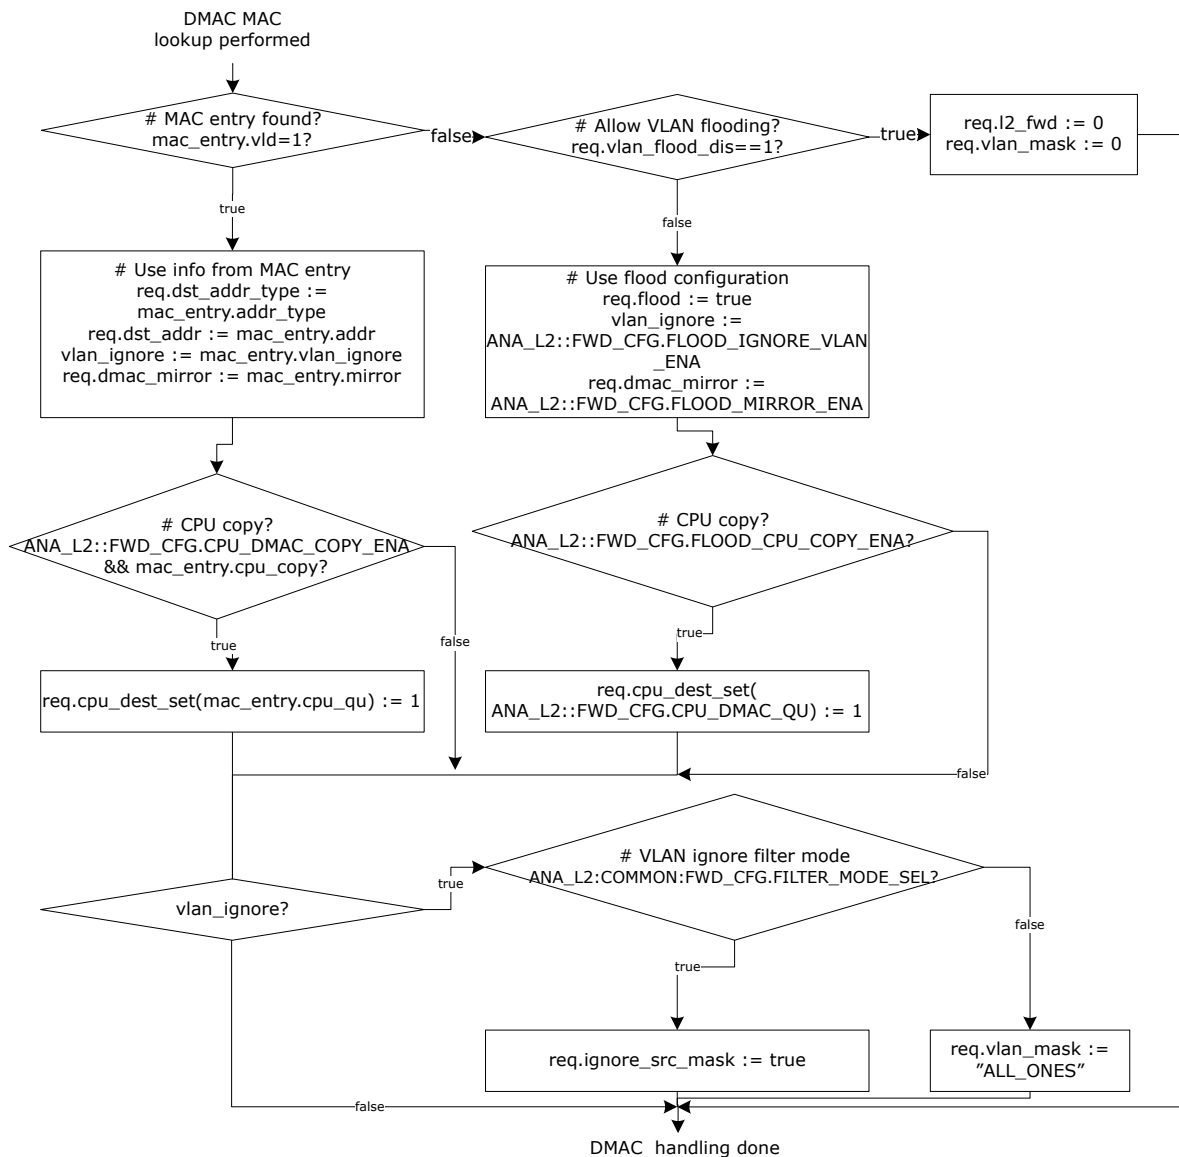 DMAC MAC
lookup performed
# MAC entry found?
mac_entry.vld=1?
false
# Allow VLAN flooding?
req.vlan_flood_dis==1?
true
req.l2_fwd := 0
req.vlan_mask := 0
true
false
# Use info from MAC entry
req.dst_addr_type :=
mac_entry.addr_type
req.dst_addr := mac_entry.addr
vlan_ignore := mac_entry.vlan_ignore
req.dmac_mirror := mac_entry.mirror
# Use flood configuration
req.flood := true
vlan_ignore :=
ANA_L2::FWD_CFG.FLOOD_IGNORE_VLAN
_ENA
req.dmac_mirror :=
ANA_L2::FWD_CFG.FLOOD_MIRROR_ENA
# CPU copy?
ANA_L2::FWD_CFG.CPU_DMAC_COPY_ENA
&& mac_entry.cpu_copy?
# CPU copy?
ANA_L2::FWD_CFG.FLOOD_CPU_COPY_ENA?
true
false
true
req.cpu_dest_set(mac_entry.cpu_qu) := 1
req.cpu_dest_set(
ANA_L2::FWD_CFG.CPU_DMAC_QU) := 1
false
# VLAN ignore filter mode
ANA_L2:COMMON:FWD_CFG.FILTER_MODE_SEL?
true
vlan_ignore?
false
true
req.ignore_src_mask := true
req.vlan_mask :=
”ALL_ONES”
false
DMAC  handling done